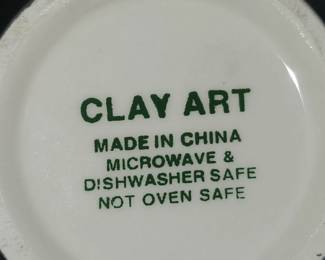 CLAY ART
MADE IN CHINA
MICROWAVE &
DISHWASHER SAFE
NOT OVEN SAFE